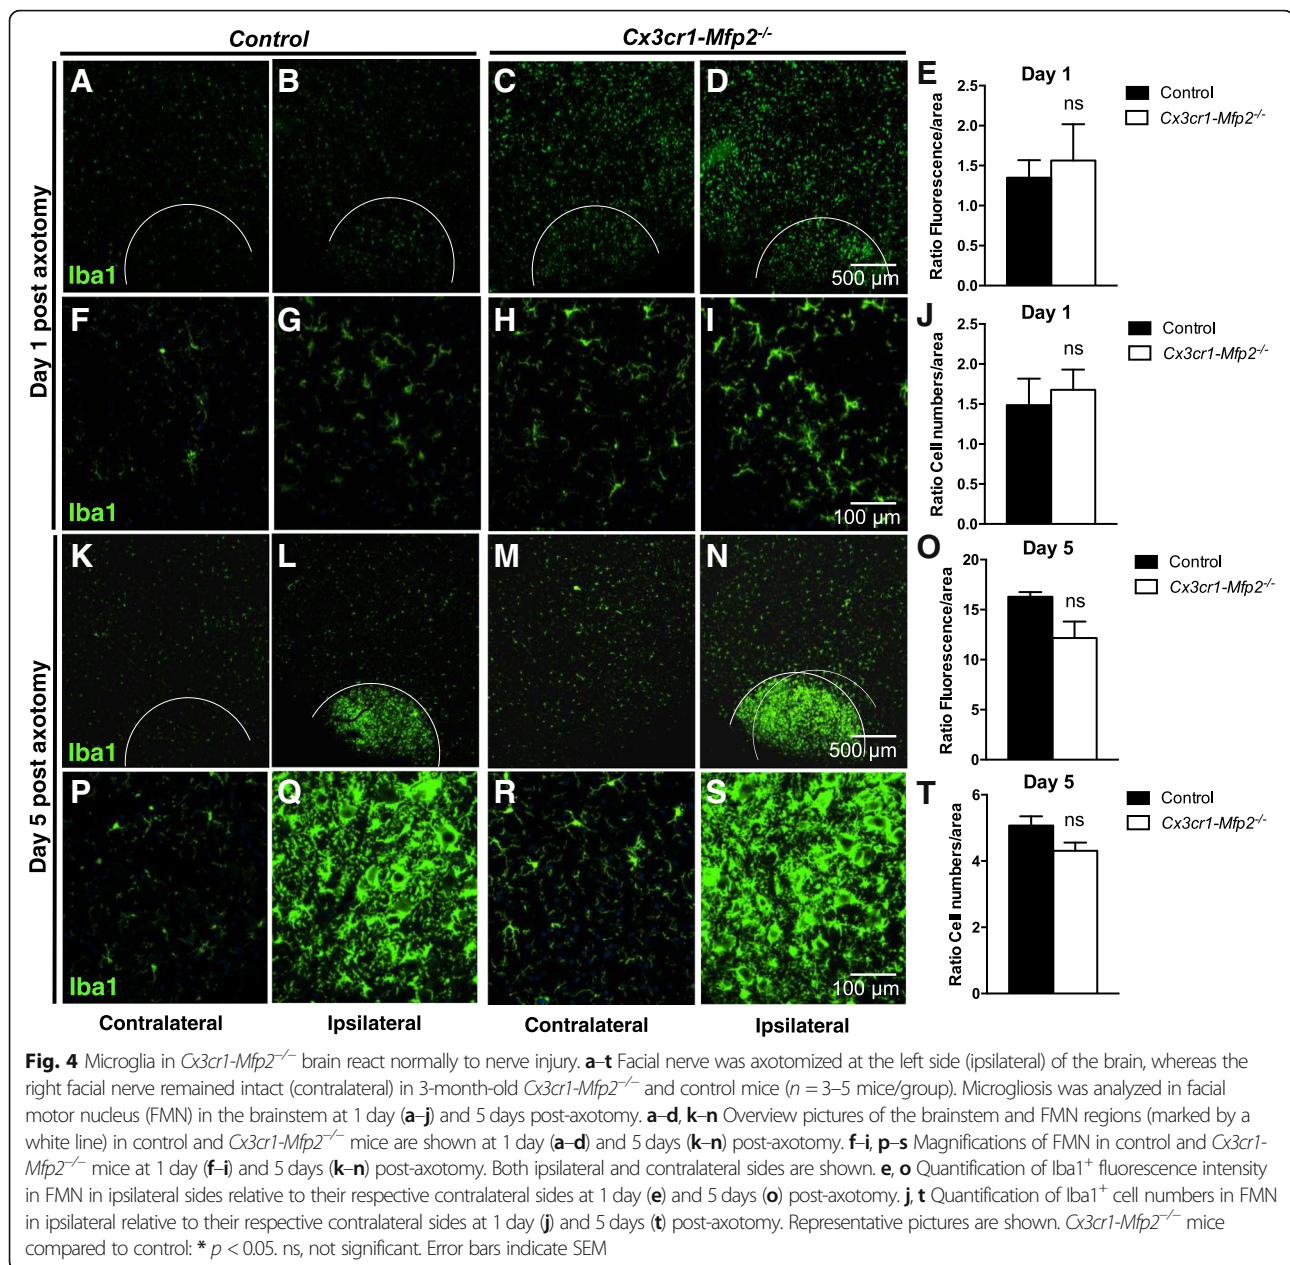 Control
Cx3cr1-Mfp2-/-
Day 1 post axotomy
A
B
C
D
Iba1
500 µm
E
Day 1
Control
Cx3cr1-Mfp2-/-
ns
Ratio Fluorescence/area
2.5
2.0
1.5
1.0
0.5
0.0
F
G
H
I
Iba1
100 µm
J
Day 1
Control
Cx3cr1-Mfp2-/-
ns
Ratio Cell numbers/area
2.5
2.0
1.5
1.0
0.5
0.0
Day 5 post axotomy
K
L
M
N
Iba1
500 µm
O
Day 5
Control
Cx3cr1-Mfp2-/-
ns
Ratio Fluorescence/area
20
15
10
5
0
P
Q
R
S
Iba1
100 µm
T
Day 5
Control
Cx3cr1-Mfp2-/-
ns
Ratio Cell numbers/area
6
4
2
0
Contralateral
Ipsilateral
Contralateral
Ipsilateral
Fig. 4 Microglia in Cx3cr1-Mfp2−/− brain react normally to nerve injury. a–t Facial nerve was axotomized at the left side (ipsilateral) of the brain, whereas the
right facial nerve remained intact (contralateral) in 3-month-old Cx3cr1-Mfp2−/− and control mice (n = 3–5 mice/group). Microgliosis was analyzed in facial
motor nucleus (FMN) in the brainstem at 1 day (a–j) and 5 days post-axotomy. a–d, k–n Overview pictures of the brainstem and FMN regions (marked by a
white line) in control and Cx3cr1-Mfp2−/− mice are shown at 1 day (a–d) and 5 days (k–n) post-axotomy. f–i, p–s Magnifications of FMN in control and Cx3cr1-
Mfp2−/− mice at 1 day (f–i) and 5 days (k–n) post-axotomy. Both ipsilateral and contralateral sides are shown. e, o Quantification of Iba1+ fluorescence intensity
in FMN in ipsilateral sides relative to their respective contralateral sides at 1 day (e) and 5 days (o) post-axotomy. j, t Quantification of Iba1+ cell numbers in FMN
in ipsilateral relative to their respective contralateral sides at 1 day (j) and 5 days (t) post-axotomy. Representative pictures are shown. Cx3cr1-Mfp2−/− mice
compared to control: * p < 0.05. ns, not significant. Error bars indicate SEM